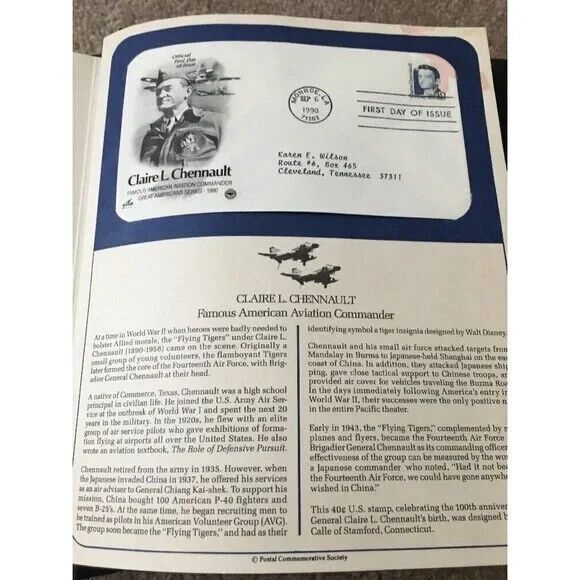 Official
First Day
of Issue
MONROE, LA
SEP 6
1990
71203
FIRST DAY OF ISSUE
Karen E. Wilson
Route #6, Box 465
Cleveland, Tennessee 37311
Claire L. Chennault
FAMOUS AMERICAN AVIATION COMMANDER
GREAT AMERICANS SERIES • 1990
CLAIRE L. CHENNAULT
Famous American Aviation Commander
At a time in World War II when heroes were badly needed to
bolster Allied morale, the "Flying Tigers" under Claire L.
Chennault (1890-1958) came on the scene. Originally a
small group of young volunteers, the flamboyant Tigers
later formed the core of the Fourteenth Air Force, with Brig-
adier General Chennault at their head.
A native of Commerce, Texas, Chennault was a high school
principal in civilian life. He joined the U.S. Army Air Ser-
vice at the outbreak of World War I and spent the next 20
years in the military. In the 1920s, he flew with an elite
group of air service pilots who gave exhibitions of forma-
tion flying at airports all over the United States. He also
wrote an aviation textbook, The Role of Defensive Pursuit.
Chennault retired from the army in 1935. However, when
the Japanese invaded China in 1937, he offered his services
as an air adviser to General Chiang Kai-shek. To support his
mission, China bought 100 American P-40 fighters and
seven B-25's. At the same time, he began recruiting men to
be trained as pilots in his American Volunteer Group (AVG).
The group soon became the "Flying Tigers," and had as their
identifying symbol a tiger insignia designed by Walt Disney.
Chennault and his small air force attacked targets from
Mandalay in Burma to Japanese-held Shanghai on the eas
coast of China. In addition, they attacked Japanese ship
ping, gave close tactical support to Chinese troops, an
provided air cover for vehicles traveling the Burma Roa
In the days immediately following America's entry in
World War II, their successes were the only positive n
in the entire Pacific theater.
Early in 1943, the "Flying Tigers," complemented by n
planes and flyers, became the Fourteenth Air Force
Brigadier General Chennault as its commanding officer
effectiveness of the group can be measured by the wor
a Japanese commander who noted, "Had it not be
the Fourteenth Air Force, we could have gone anywh
wished in China."
This 40¢ U.S. stamp, celebrating the 100th anniver
General Claire L. Chennault's birth, was designed b
Calle of Stamford, Connecticut.
© Postal Commemorative Society